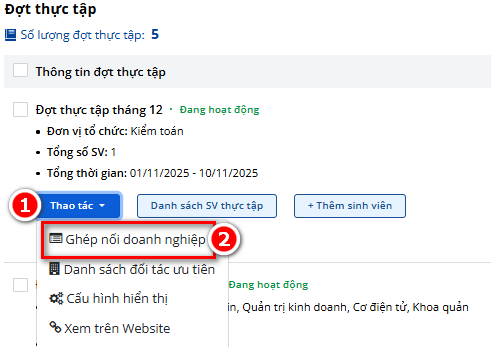 Đợt thực tập
Số lượng đợt thực tập: 5
Thông tin đợt thực tập
Đợt thực tập tháng 12 · Đang hoạt động
• Đơn vị tổ chức: Kiểm toán
• Tổng số SV: 1
• Tổng thời gian: 01/11/2025 - 10/11/2025
1 Thao tác Danh sách SV thực tập + Thêm sinh viên
Ghép nối doanh nghiệp 2
Danh sách đối tác ưu tiên
Đang hoạt động
Cấu hình hiển thị
in, Quản trị kinh doanh, Cơ điện tử, Khoa quản
Xem trên Website